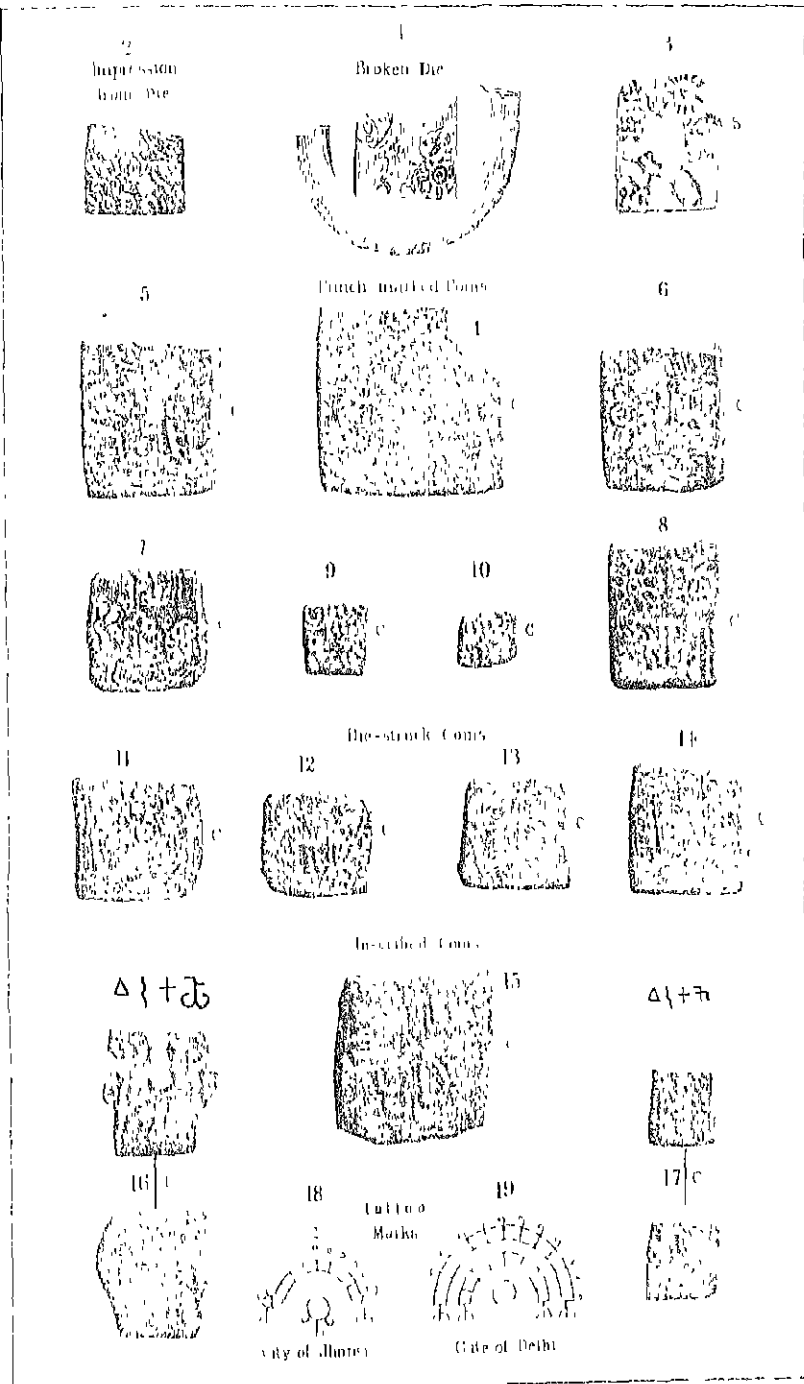 2 1 3
Impression Broken Die
from Die
S
5 Punch marked Coins 6
4
C C C
7 9 10 8
C C C C
Die-struck Coins
11 12 13 14
C C C C
Inscribed Coins
15
C
16 C 18 Tattoo 19 17 C
Marks
City of Gate of Delhi